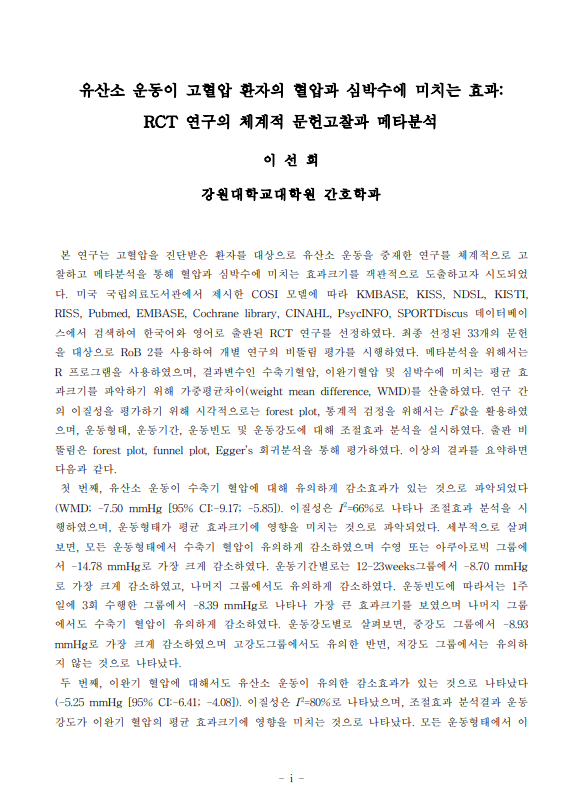 유산소 운동이 고혈압 환자의 혈압과 심박수에 미치는 효과:
RCT 연구의 체계적 문헌고찰과 메타분석
이 선 희
강원대학교대학원 간호학과
본 연구는 고혈압을 진단받은 환자를 대상으로 유산소 운동을 중재한 연구를 체계적으로 고
찰하고 메타분석을 통해 혈압과 심박수에 미치는 효과크기를 객관적으로 도출하고자 시도되었
다. 미국 국립의료도서관에서 제시한 COSI 모델에 따라 KMBASE, KISS, NDSL, KISTI,
RISS, Pubmed, EMBASE, Cochrane library, CINAHL, PsycINFO, SPORTDiscus 데이터베이
스에서 검색하여 한국어와 영어로 출판된 RCT 연구를 선정하였다. 최종 선정된 33개의 문헌
을 대상으로 RoB 2를 사용하여 개별 연구의 비뚤림 평가를 시행하였다. 메타분석을 위해서는
R 프로그램을 사용하였으며, 결과변수인 수축기혈압, 이완기혈압 및 심박수에 미치는 평균 효
과크기를 파악하기 위해 가중평균차이(weight mean difference, WMD)를 산출하였다. 연구 간
의 이질성을 평가하기 위해 시각적으로는 forest plot, 통계적 검정을 위해서는 I²값을 활용하였
으며, 운동형태, 운동기간, 운동빈도 및 운동강도에 대해 조절효과 분석을 실시하였다. 출판 비
뚤림은 forest plot, funnel plot, Egger's 회귀분석을 통해 평가하였다. 이상의 결과를 요약하면
다음과 같다.
첫 번째, 유산소 운동이 수축기 혈압에 대해 유의하게 감소효과가 있는 것으로 파악되었다
(WMD; -7.50 mmHg [95% CI:-9.17; -5.85]). 이질성은 I²=66%로 나타나 조절효과 분석을 시
행하였으며, 운동형태가 평균 효과크기에 영향을 미치는 것으로 파악되었다. 세부적으로 살펴
보면, 모든 운동형태에서 수축기 혈압이 유의하게 감소하였으며 수영 또는 아쿠아로빅 그룹에
서 -14.78 mmHg로 가장 크게 감소하였다. 운동기간별로는 12-23weeks그룹에서 -8.70 mmHg
로 가장 크게 감소하였고, 나머지 그룹에서도 유의하게 감소하였다. 운동빈도에 따라서는 1주
일에 3회 수행한 그룹에서 -8.39 mmHg로 나타나 가장 큰 효과크기를 보였으며 나머지 그룹
에서도 수축기 혈압이 유의하게 감소하였다. 운동강도별로 살펴보면, 중강도 그룹에서 -8.93
mmHg로 가장 크게 감소하였으며 고강도그룹에서도 유의한 반면, 저강도 그룹에서는 유의하
지 않는 것으로 나타났다.
두 번째, 이완기 혈압에 대해서도 유산소 운동이 유의한 감소효과가 있는 것으로 나타났다
(-5.25 mmHg [95% CI:-6.41; -4.08]). 이질성은 I²=80%로 나타났으며, 조절효과 분석결과 운동
강도가 이완기 혈압의 평균 효과크기에 영향을 미치는 것으로 나타났다. 모든 운동형태에서 이
- i -